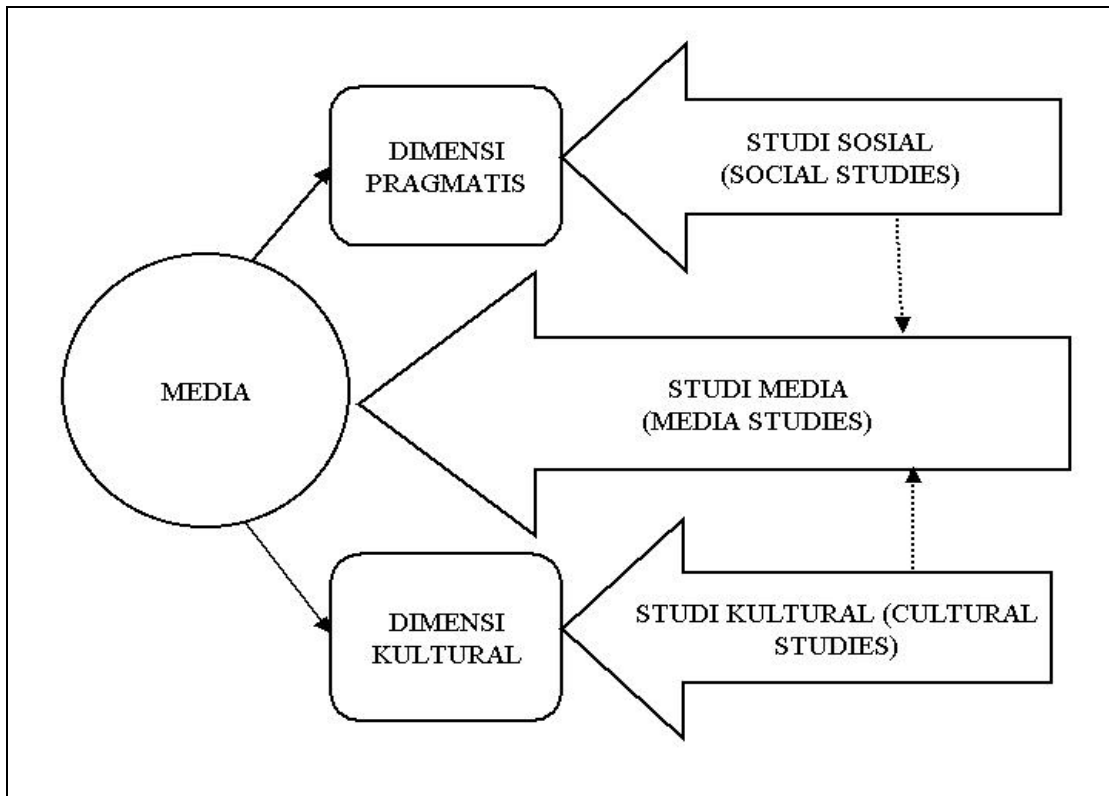 DIMENSI
PRAGMATIS
STUDI SOSIAL
(SOCIAL STUDIES)
MEDIA
STUDI MEDIA
(MEDIA STUDIES)
DIMENSI
KULTURAL
STUDI KULTURAL (CULTURAL
STUDIES)